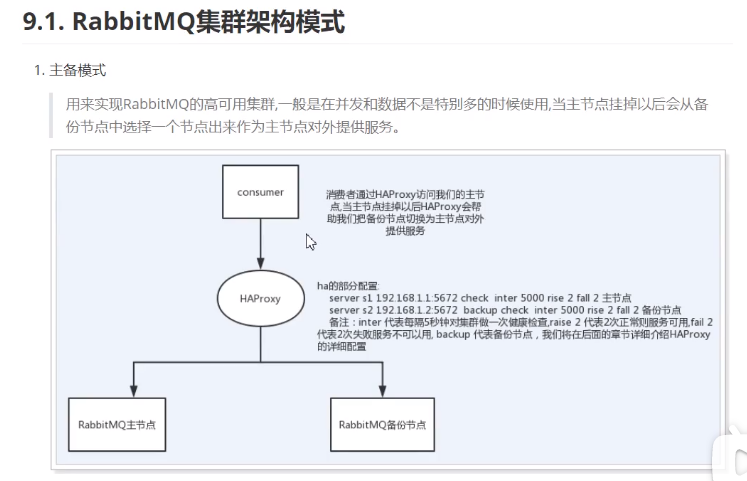 9.1. RabbitMQ集群架构模式
1. 主备模式
用来实现RabbitMQ的高可用集群,一般是在并发和数据不是特别多的时候使用,当主节点挂掉以后会从备
份节点中选择一个节点出来作为主节点对外提供服务。
consumer
消费者通过HAProxy访问我们的主节
点,当主节点挂掉以后HAProxy会帮
助我们把备份节点切换为主节点对外
提供服务
HAProxy
ha的部分配置:
server s1 192.168.1.1:5672 check inter 5000 rise 2 fall 2 主节点
server s2 192.168.1.2:5672 backup check inter 5000 rise 2 fall 2 备份节点
备注：inter 代表每隔5秒钟对集群做一次健康检查,raise 2 代表2次正常则服务可用,fail 2
代表2次失败服务不可以用, backup 代表备份节点，我们将在后面的章节详细介绍HAProxy
的详细配置
RabbitMQ主节点
RabbitMQ备份节点